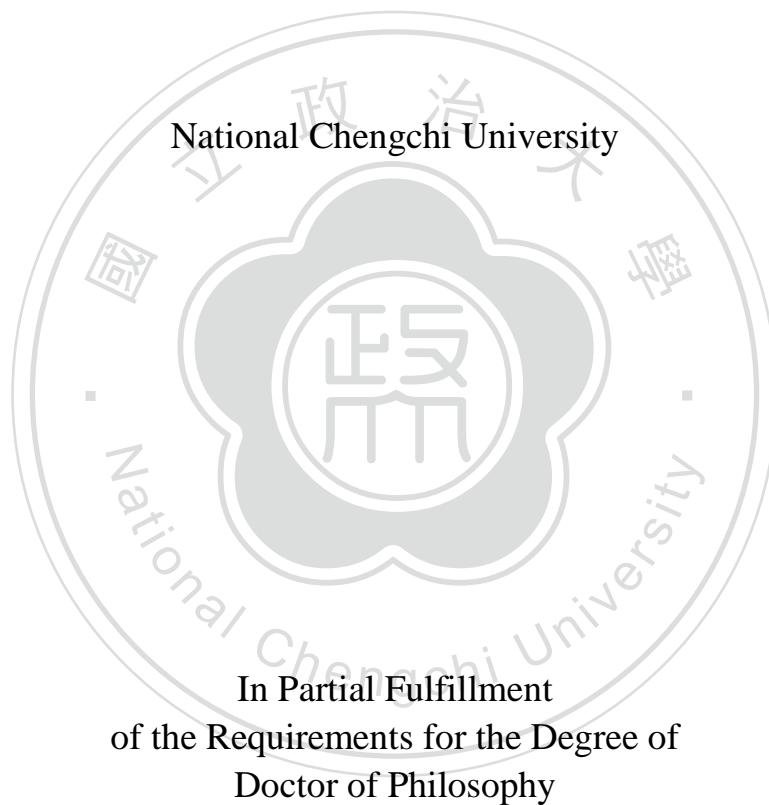 National Chengchi University
國立政治大學
政大
National Chengchi University
In Partial Fulfillment
of the Requirements for the Degree of
Doctor of Philosophy